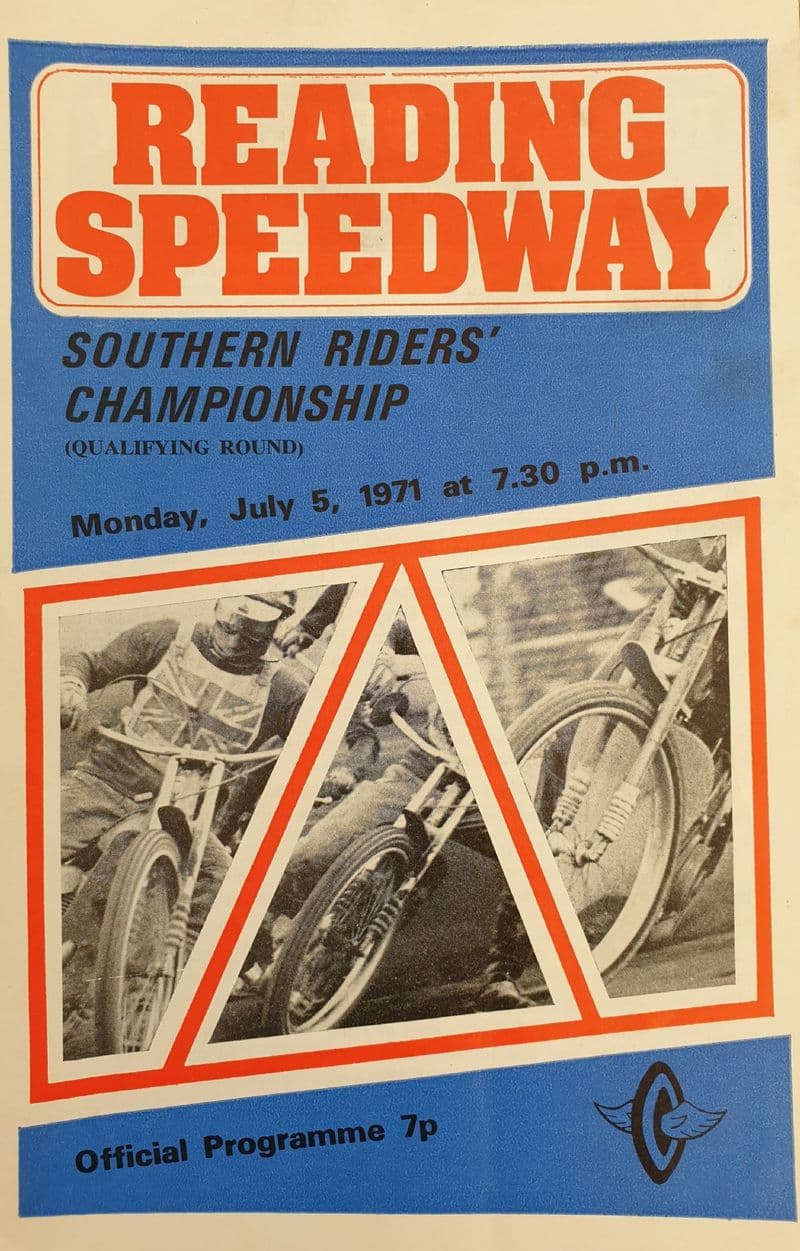 READING
SPEEDWAY
SOUTHERN RIDERS'
CHAMPIONSHIP
(QUALIFYING ROUND)
Monday, July 5, 1971 at 7.30 p.m.
Official Programme 7p